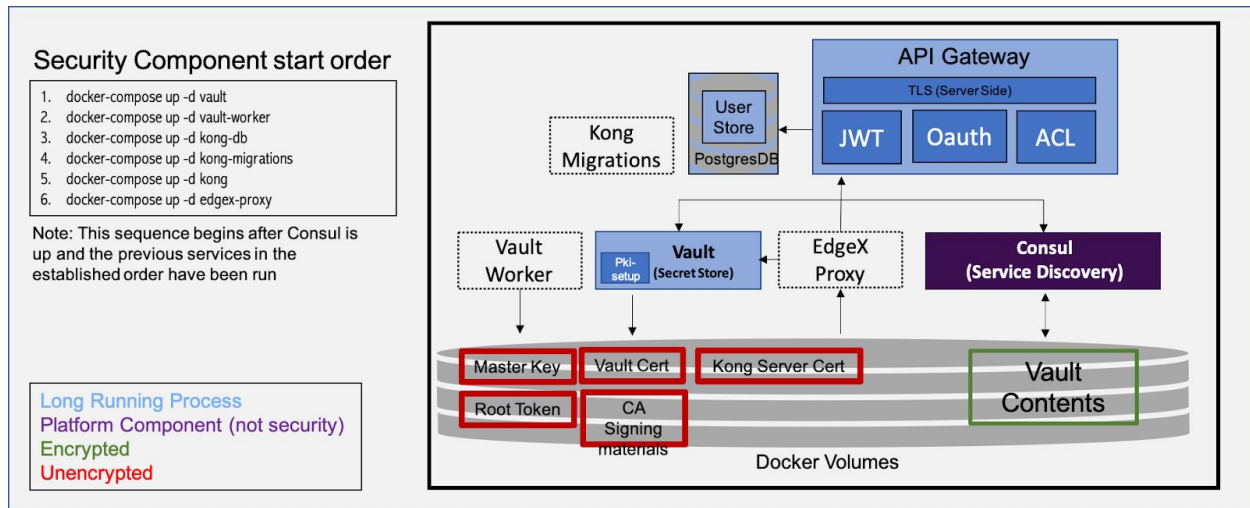 Security Component start order
1. docker-compose up -d vault
2. docker-compose up -d vault-worker
3. docker-compose up -d kong-db
4. docker-compose up -d kong-migrations
5. docker-compose up -d kong
6. docker-compose up -d edgex-proxy
Note: This sequence begins after Consul is
up and the previous services in the
established order have been run
Long Running Process
Platform Component (not security)
Encrypted
Unencrypted
API Gateway
TLS (Server Side)
JWT
Oauth
ACL
User
Store
PostgresDB
Kong
Migrations
Vault
Worker
Vault
(Secret Store)
Pki-
setup
EdgeX
Proxy
Consul
(Service Discovery)
Master Key
Vault Cert
Kong Server Cert
Root Token
CA
Signing
materials
Vault
Contents
Docker Volumes